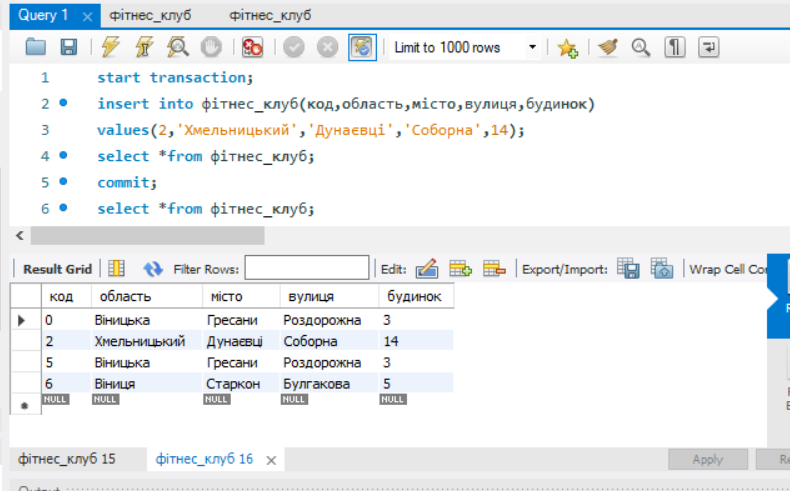 Query 1 × фітнес_клуб фітнес_клуб
Limit to 1000 rows
1 start transaction;
2 insert into фітнес_клуб(код,область,місто,вулиця,будинок)
3 values(2,'Хмельницький','Дунаєвці','Соборна',14);
4 select *from фітнес_клуб;
5 commit;
6 select *from фітнес_клуб;
Result Grid Filter Rows: Edit: Export/Import: Wrap Cell Co
код область місто вулиця будинок
0 Віницька Гресани Роздорожна 3
2 Хмельницький Дунаєвці Соборна 14
5 Віницька Гресани Роздорожна 3
6 Віниця Старкон Булгакова 5
NULL NULL NULL NULL NULL
фітнес_клуб 15 фітнес_клуб 16 × Apply Re